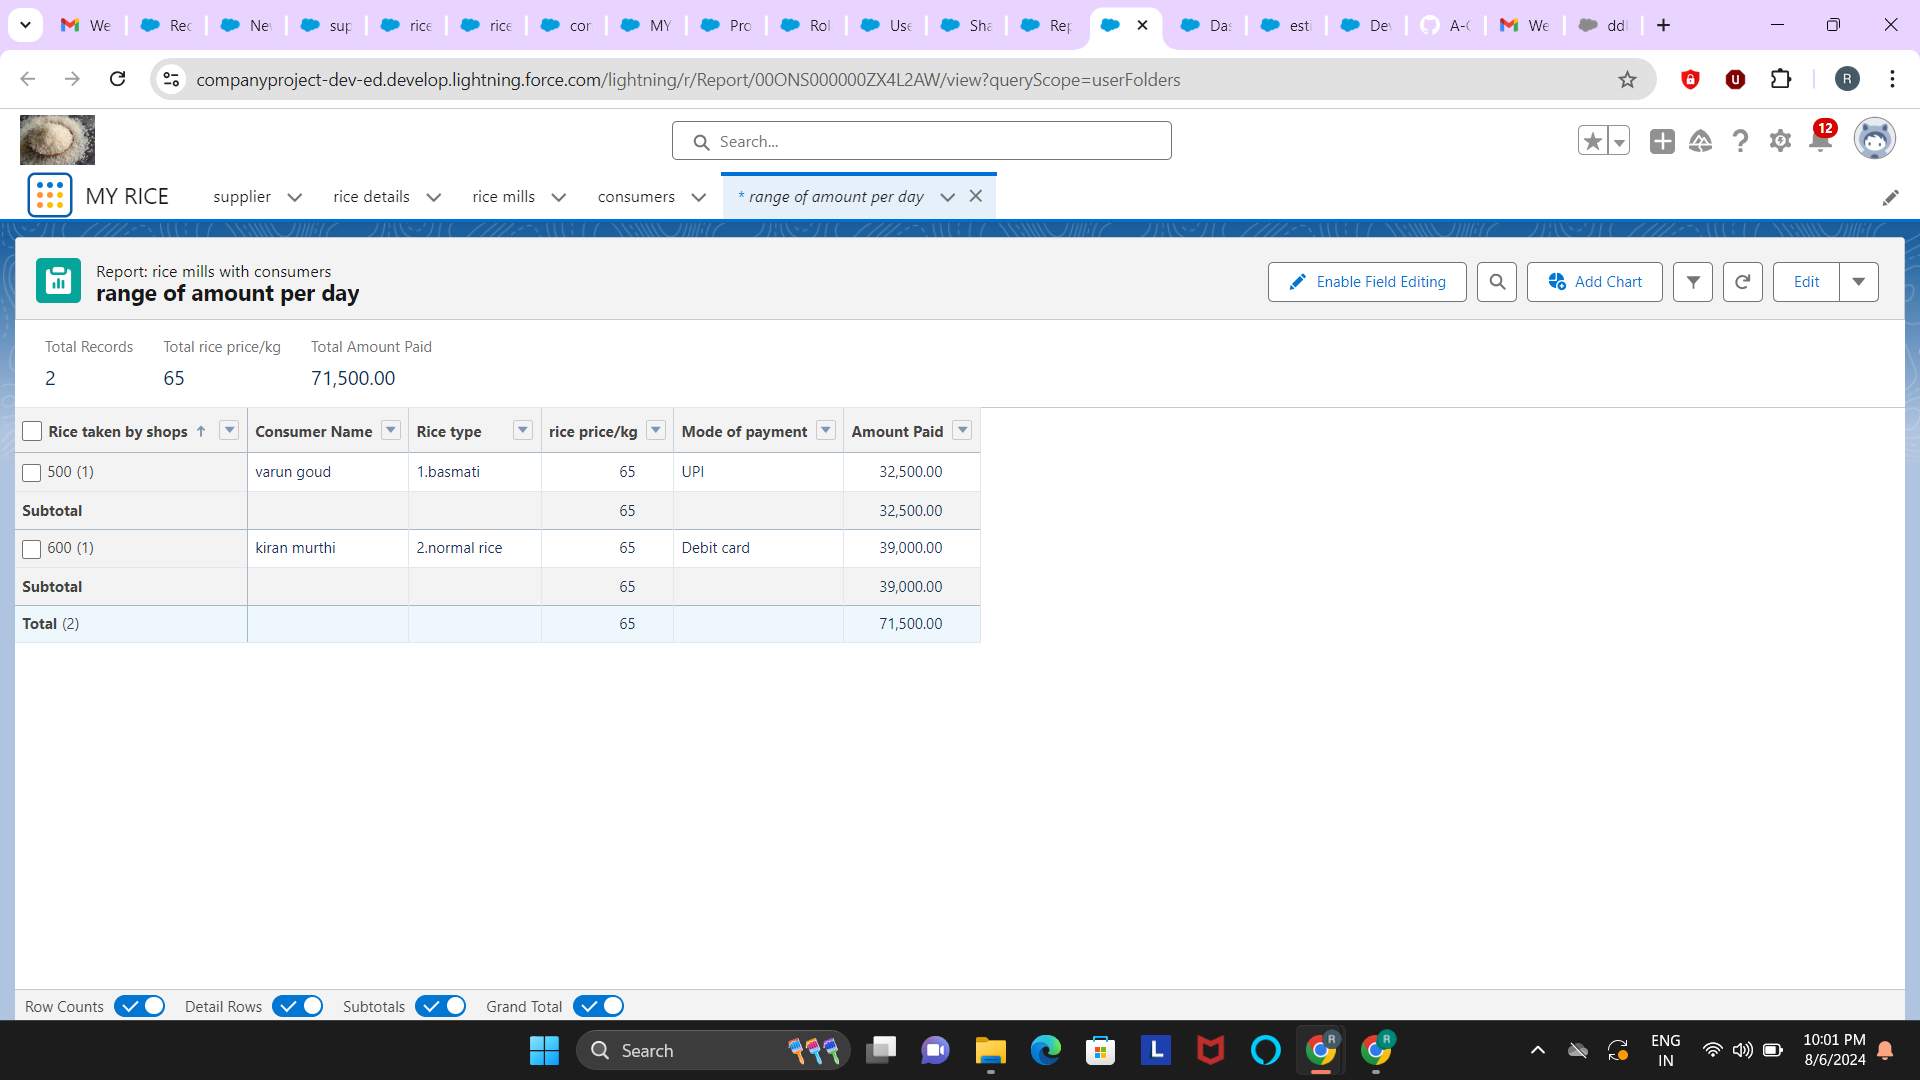 We Rec Nev sup rice rice cor MY Pro Rol Use Sha Rep Das esti Dev A-C We ddl
companyproject-dev-ed.develop.lightning.force.com/lightning/r/Report/00ONS000000ZX4L2AW/view?queryScope=userFolders R
Search... 12
MY RICE supplier rice details rice mills consumers * range of amount per day
Report: rice mills with consumers
range of amount per day
Enable Field Editing Add Chart Edit
Total Records Total rice price/kg Total Amount Paid
2 65 71,500.00
Rice taken by shops ↑ Consumer Name Rice type rice price/kg Mode of payment Amount Paid
500 (1) varun goud 1.basmati 65 UPI 32,500.00
Subtotal 65 32,500.00
600 (1) kiran murthi 2.normal rice 65 Debit card 39,000.00
Subtotal 65 39,000.00
Total (2) 65 71,500.00
Row Counts Detail Rows Subtotals Grand Total
Search L R R ENG 10:01 PM
IN 8/6/2024